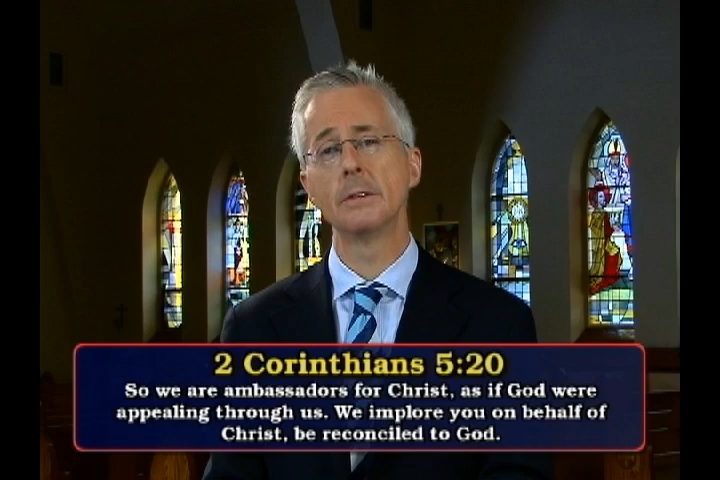 2 Corinthians 5:20
So we are ambassadors for Christ, as if God were
appealing through us. We implore you on behalf of
Christ, be reconciled to God.